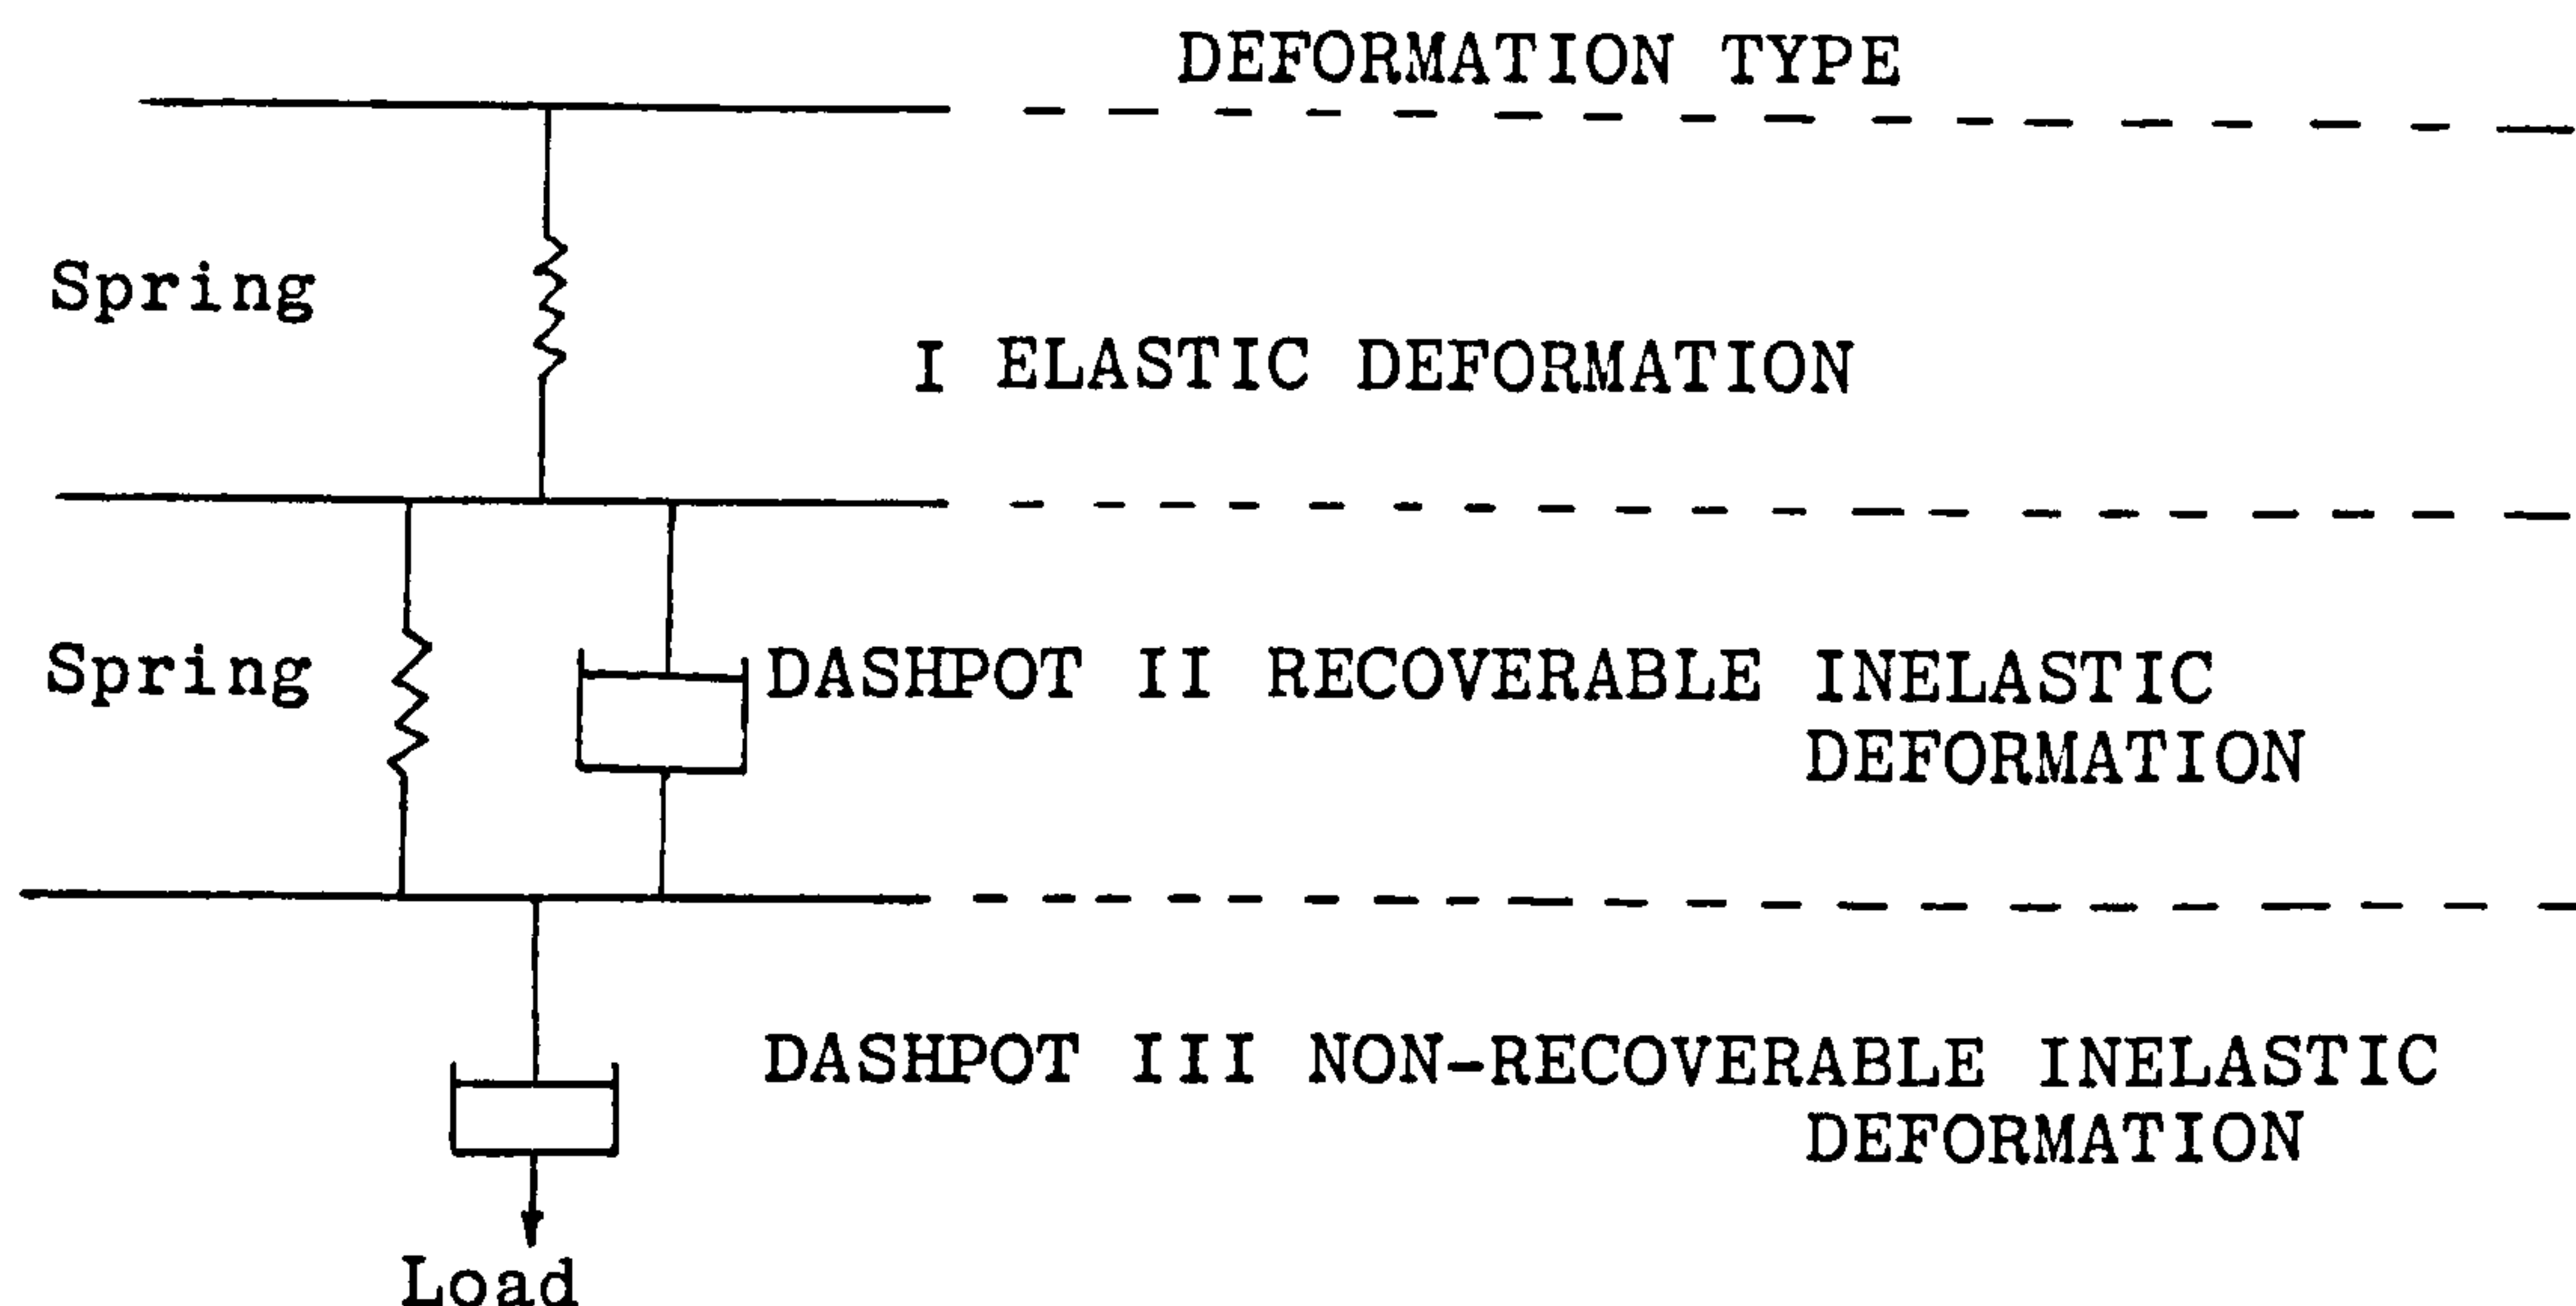 DEFORMATION TYPE
Spring
I ELASTIC DEFORMATION
Spring
DASHPOT II RECOVERABLE INELASTIC
DEFORMATION
DASHPOT III NON-RECOVERABLE INELASTIC
DEFORMATION
Load